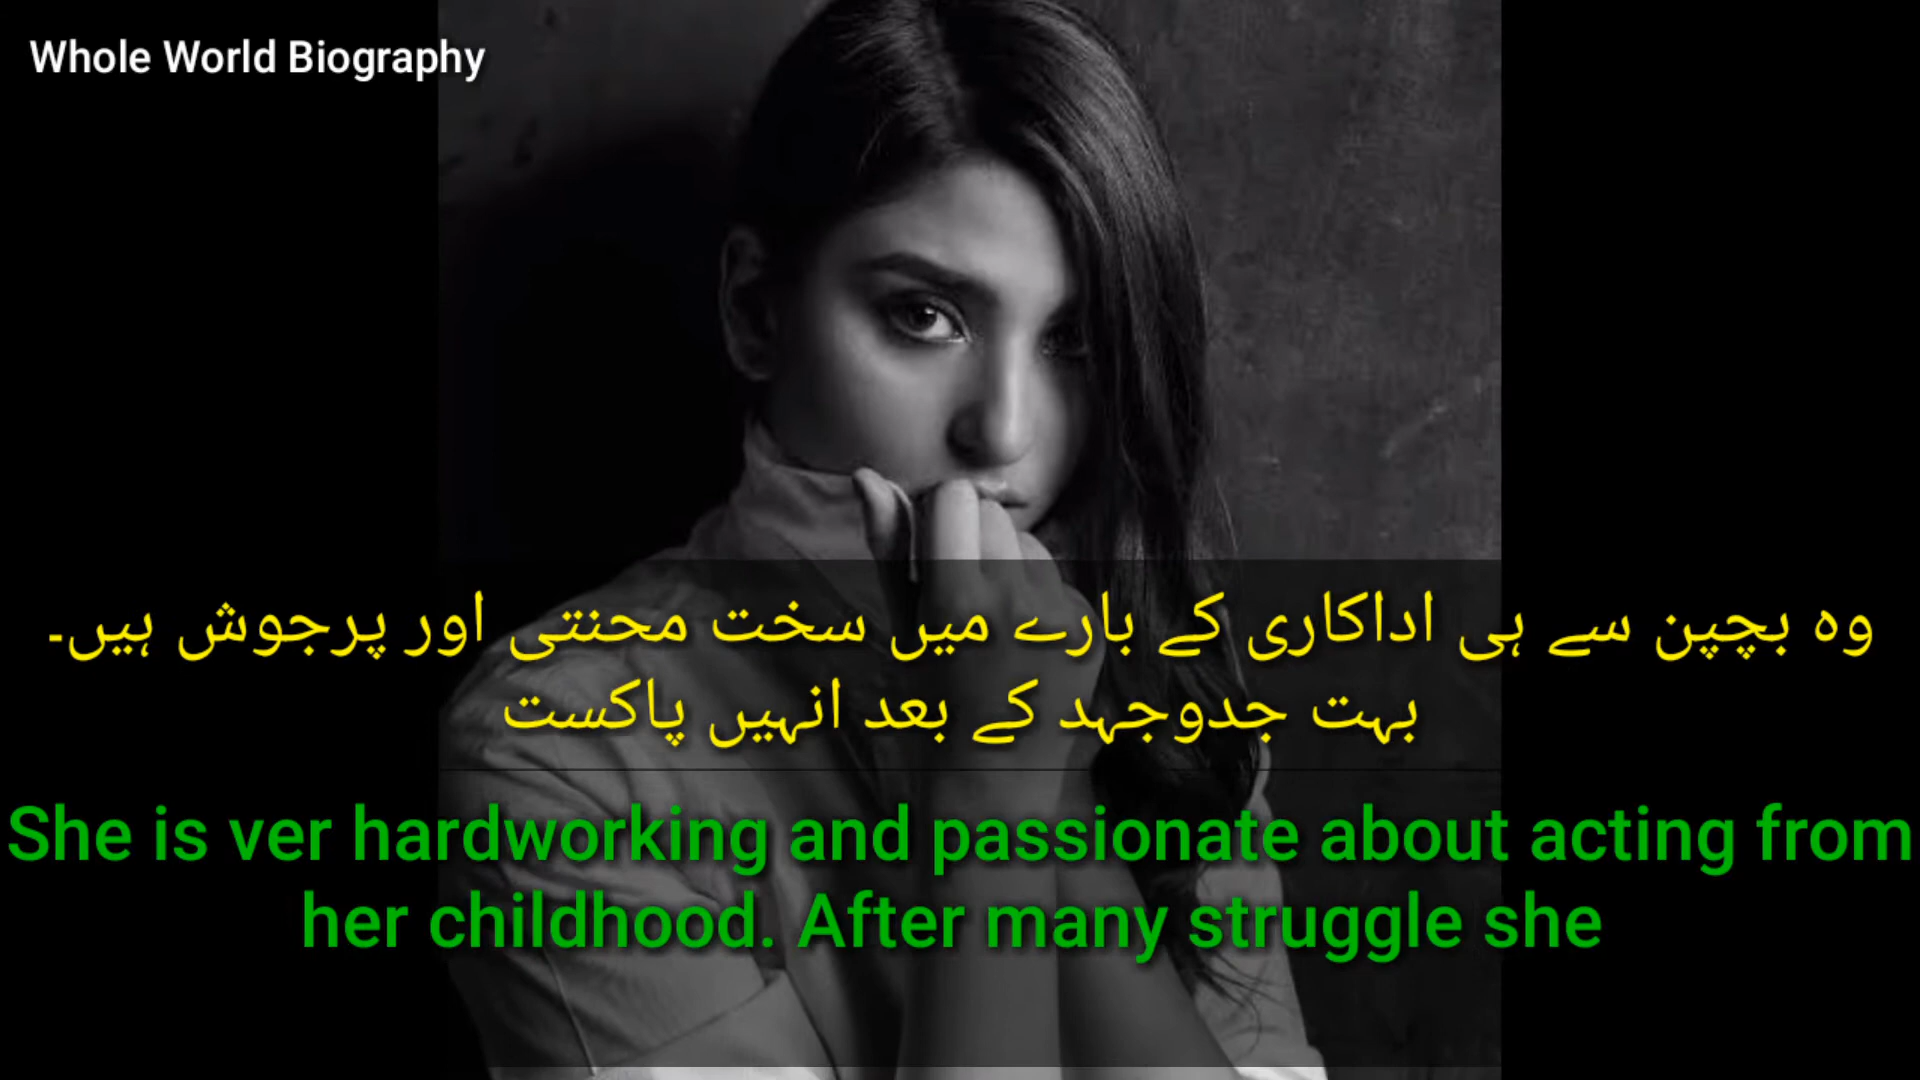 Whole World Biography
وہ بچپن سے ہی اداکاری کے بارے میں سخت محنتی اور پرجوش ہیں۔
بہت جدوجہد کے بعد انہیں پاکست
She is ver hardworking and passionate about acting from
her childhood. After many struggle she